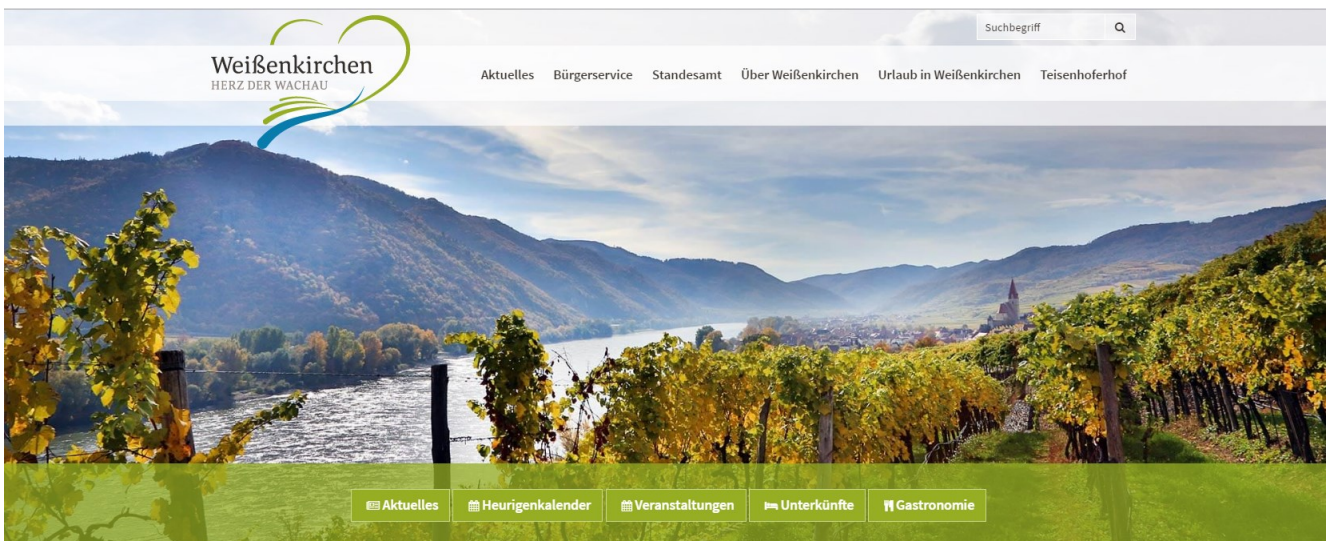 Suchbegriff
Weißenkirchen
HERZ DER WACHAU
Aktuelles Bürgerservice Standesamt Über Weißenkirchen Urlaub in Weißenkirchen Teisenhoferhof
Aktuelles Heurigenkalender Veranstaltungen Unterkünfte Gastronomie